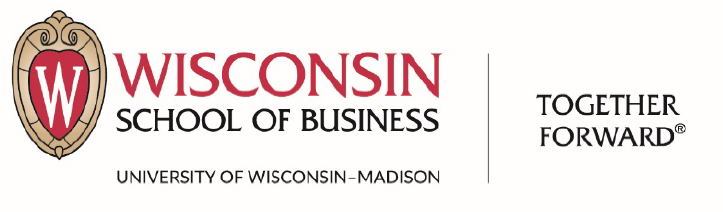 W
WISCONSIN
SCHOOL OF BUSINESS
UNIVERSITY OF WISCONSIN–MADISON
TOGETHER
FORWARD®